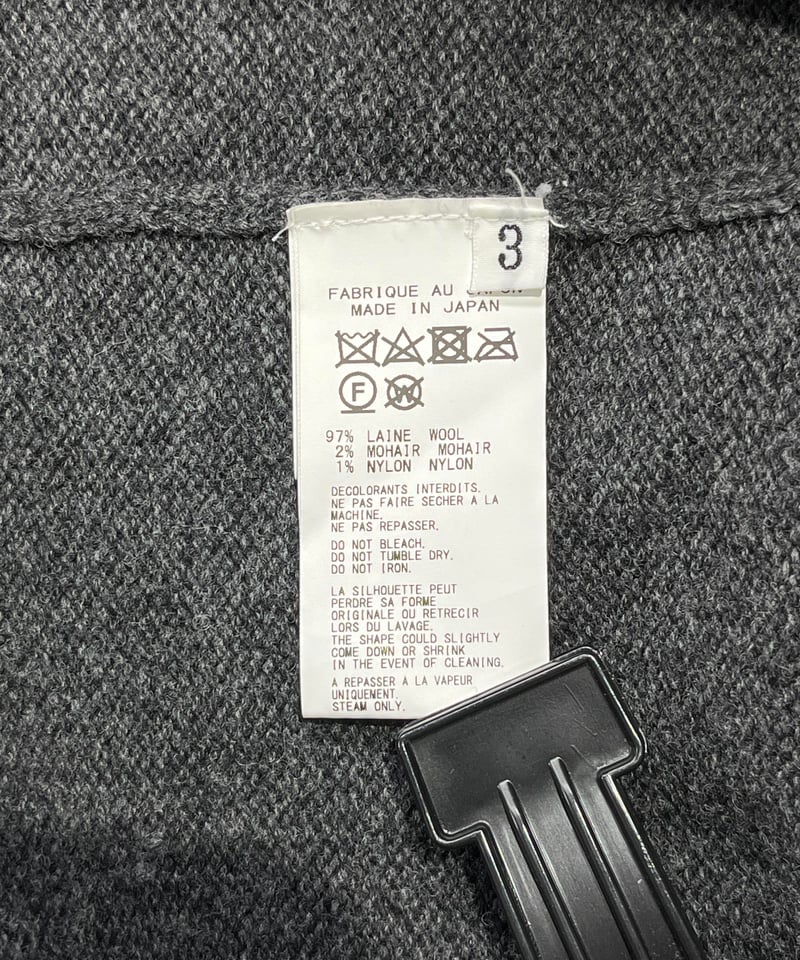 3
FABRIQUE AU
MADE IN JAPAN
F
W
97% LAINE WOOL
2% MOHAIR MOHAIR
1% NYLON NYLON
DECOLORANTS INTERDITS.
NE PAS FAIRE SECHER A LA
MACHINE.
NE PAS REPASSER.
DO NOT BLEACH.
DO NOT TUMBLE DRY.
DO NOT IRON.
LA SILHOUETTE PEUT
PERDRE SA FORME
ORIGINALE OU RETRECIR
LORS DU LAVAGE.
THE SHAPE COULD SLIGHTLY
COME DOWN OR SHRINK
IN THE EVENT OF CLEANING.
A REPASSER A LA VAPEUR
UNIQUEMENT.
STEAM ONLY.